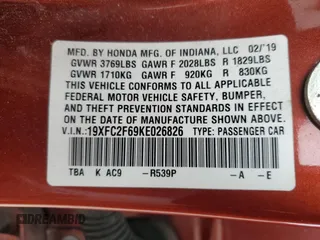 MFD. BY HONDA MFG. OF INDIANA, LLC 02/'19
GVWR 3769LBS GAWR F 2028LBS R 1829LBS
GVWR 1710KG GAWR F 920KG R 830KG
THIS VEHICLE CONFORMS TO ALL APPLICABLE
FEDERAL MOTOR VEHICLE SAFETY, BUMPER,
AND THEFT PREVENTION STANDARDS IN EFFECT
ON THE DATE OF MANUFACTURE SHOWN ABOVE.
V.I.N.:19XFC2F69KE026826 TYPE:PASSENGER CAR
TBA K AC9 -R539P -A -E
DREAMBID